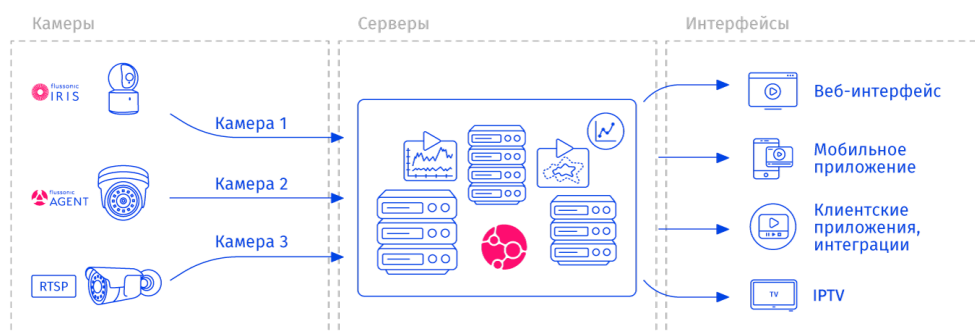 Камеры
Серверы
Интерфейсы
flussonic
IRIS
Камера 1
flussonic
AGENT
Камера 2
RTSP
Камера 3
Веб-интерфейс
Мобильное
приложение
Клиентские
приложения,
интеграции
TV
IPTV